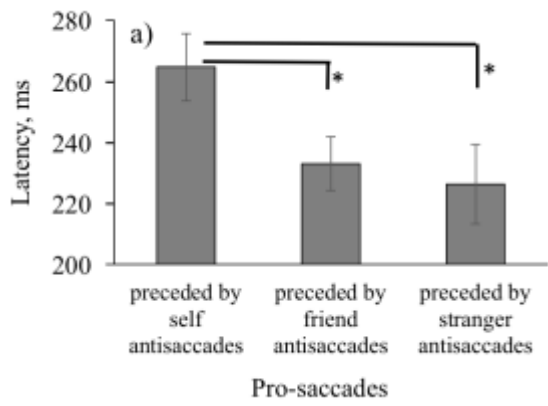 a)
280
260
240
220
200
Latency, ms
*
*
preceded by self antisaccades
preceded by friend antisaccades
preceded by stranger antisaccades
Pro-saccades